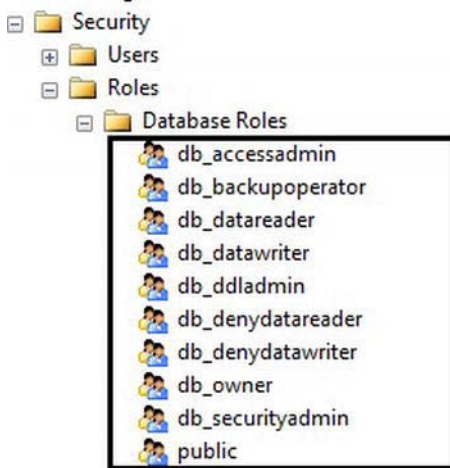 Security
Users
Roles
Database Roles
db_accessadmin
db_backupoperator
db_datareader
db_datawriter
db_ddladmin
db_denydatareader
db_denydatawriter
db_owner
db_securityadmin
public